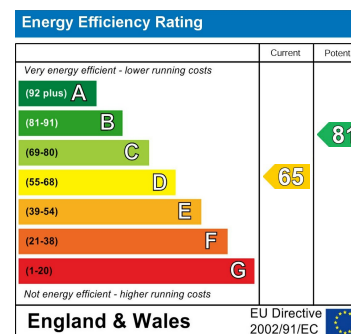 Energy Efficiency Rating
Current Potent
Very energy efficient - lower running costs
(92 plus) A
(81-91) B
(69-80) C
(55-68) D
(39-54) E
(21-38) F
(1-20) G
65
81
Not energy efficient - higher running costs
England & Wales
EU Directive
2002/91/EC